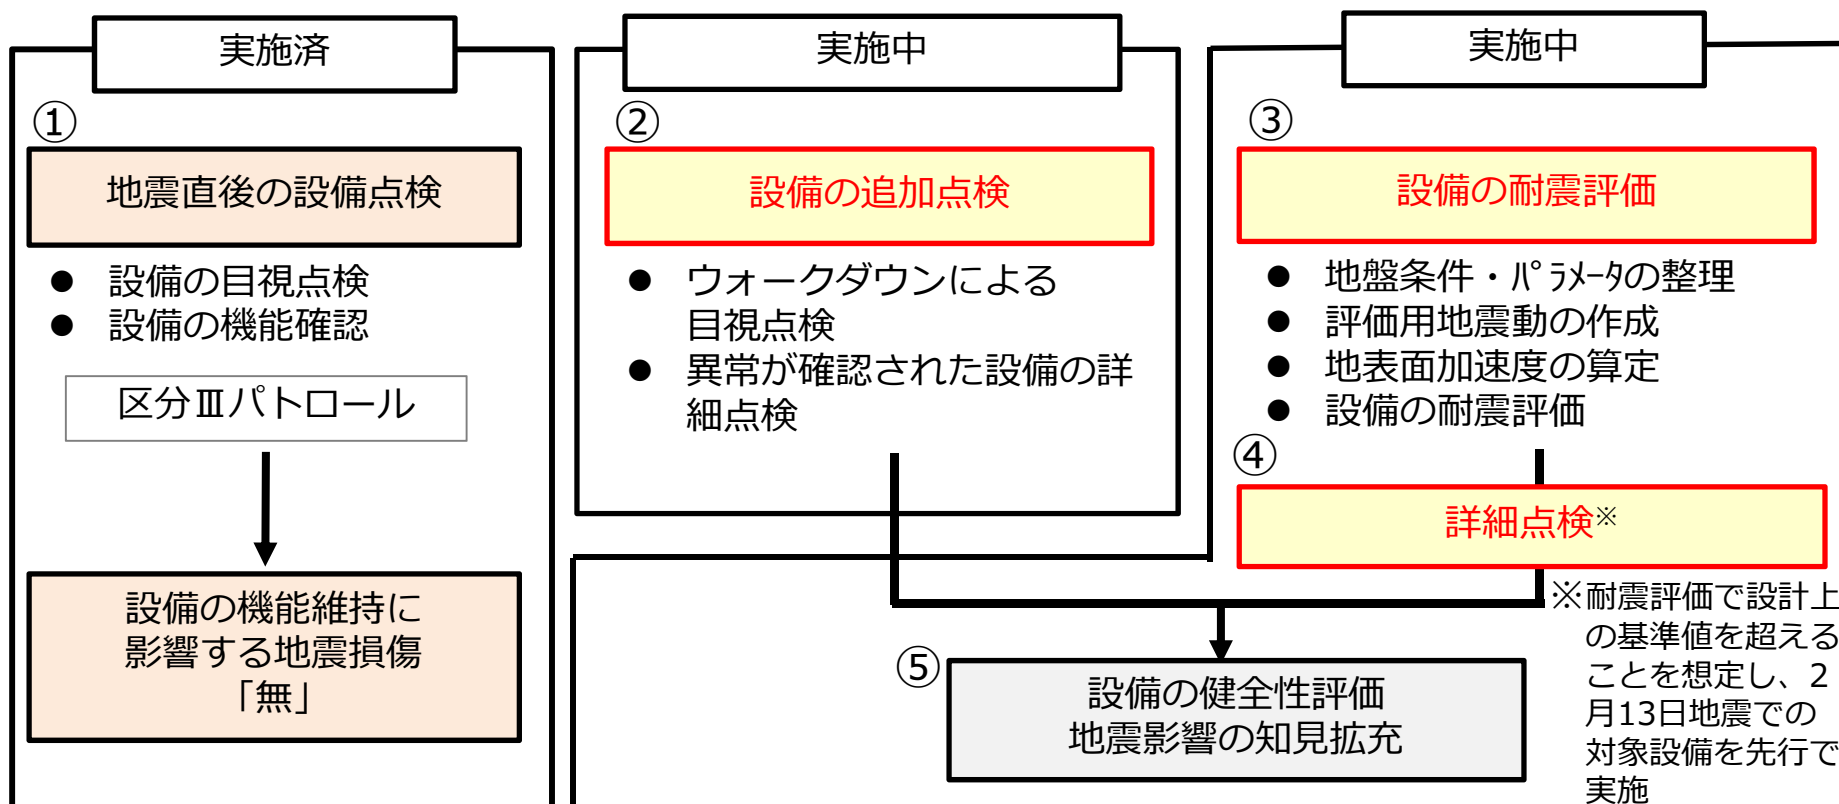 実施済
①
地震直後の設備点検
● 設備の目視点検
● 設備の機能確認
区分Ⅲパトロール
設備の機能維持に
影響する地震損傷
「無」
実施中
②
設備の追加点検
● ウォークダウンによる
目視点検
● 異常が確認された設備の詳
細点検
実施中
③
設備の耐震評価
● 地盤条件・ﾊﾟﾗﾒｰﾀの整理
● 評価用地震動の作成
● 地表面加速度の算定
● 設備の耐震評価
④
詳細点検※
※耐震評価で設計上
の基準値を超える
ことを想定し、2
月13日地震での
対象設備を先行で
実施
⑤
設備の健全性評価
地震影響の知見拡充